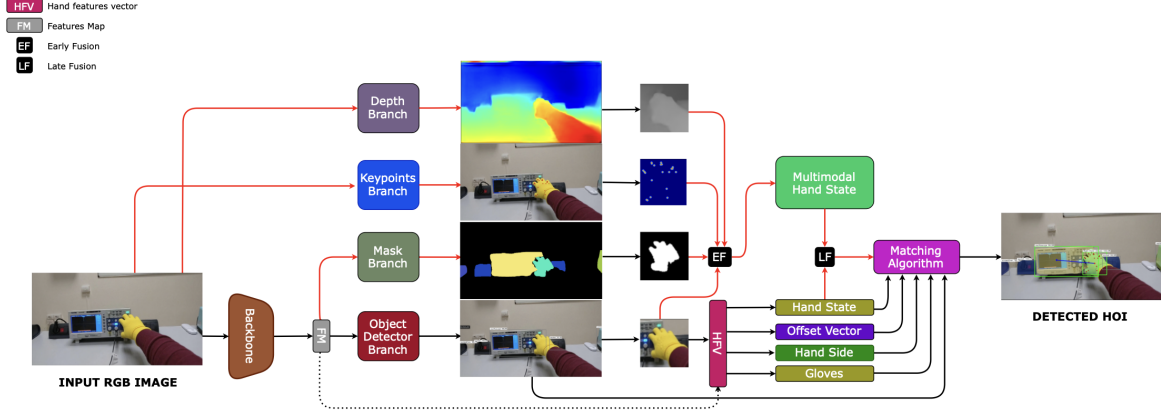 HFV Hand features vector
FM Features Map
EF Early Fusion
LF Late Fusion
Depth
Branch
Keypoints
Branch
Multimodal
Hand State
Mask
Branch
EF
LF
Matching
Algorithm
Backbone
FM
Object
Detector
Branch
HFV
Hand State
Offset Vector
Hand Side
Gloves
INPUT RGB IMAGE
DETECTED HOI